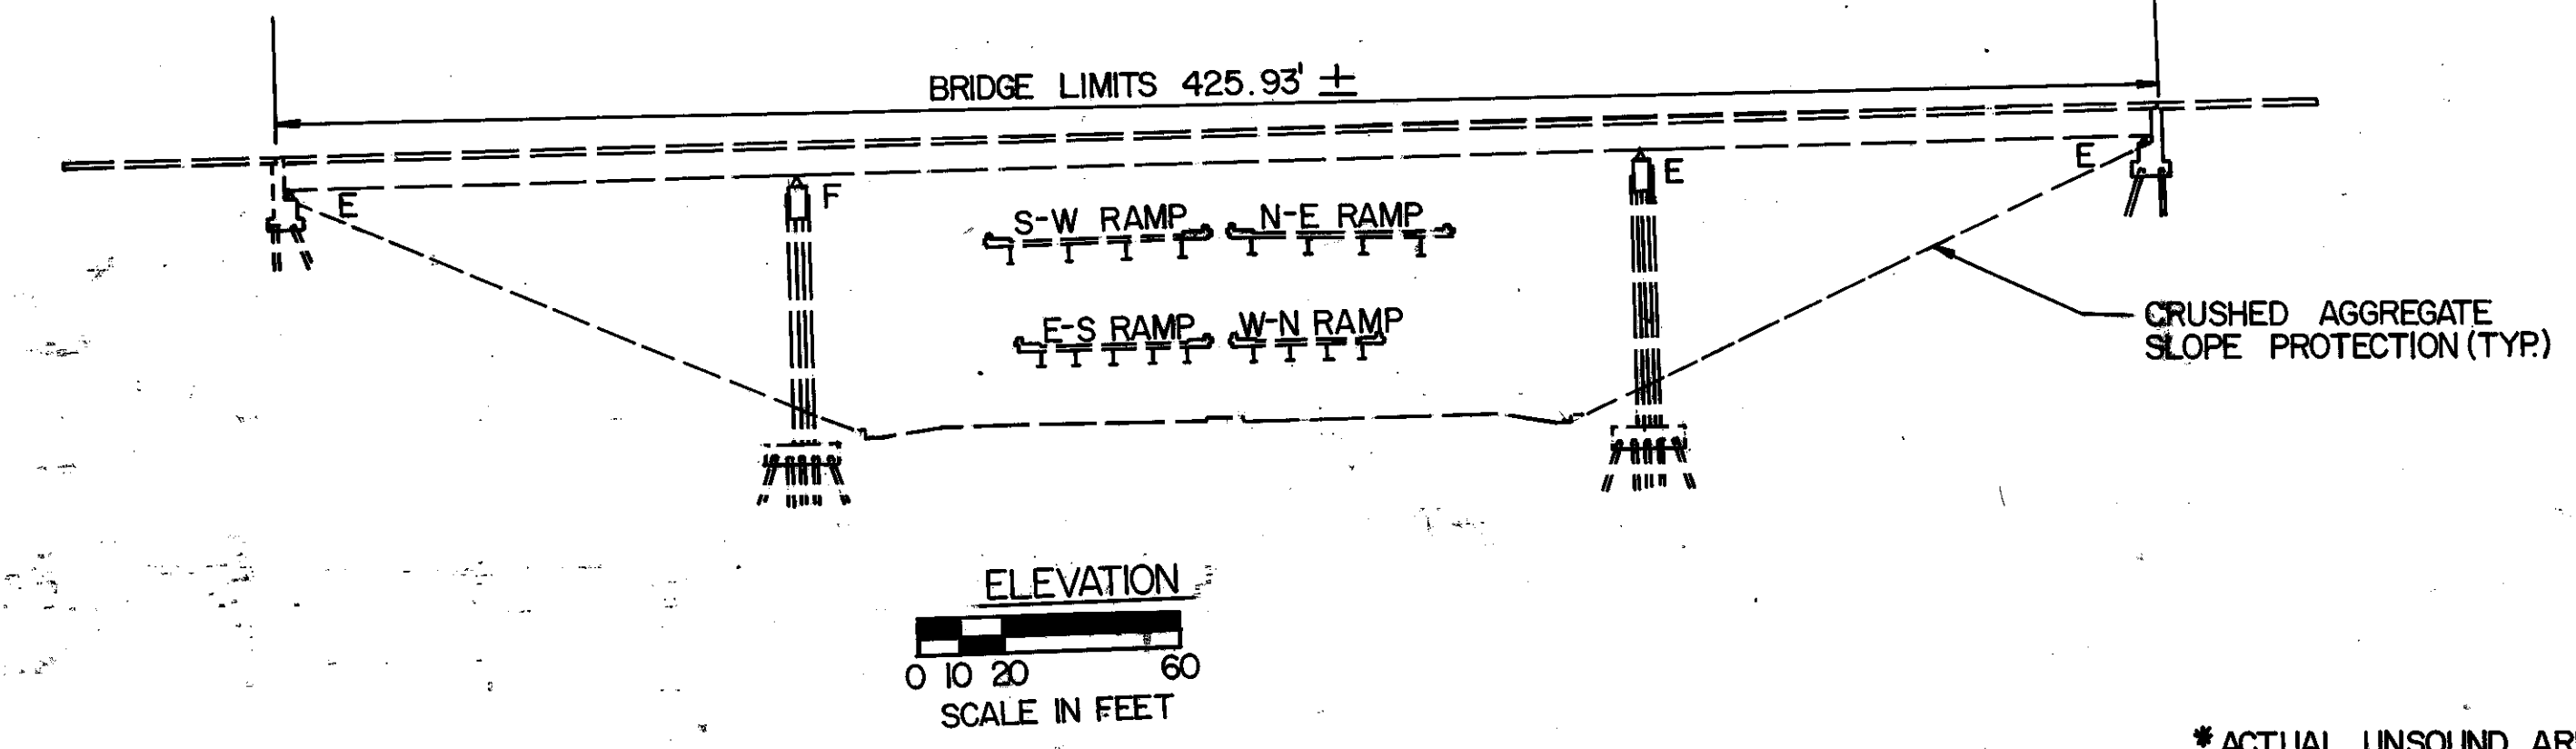 BRIDGE LIMITS 425.93' ±
E
F
E
E
S-W RAMP
N-E RAMP
E-S RAMP
W-N RAMP
CRUSHED AGGREGATE
SLOPE PROTECTION (TYP.)
ELEVATION
0 10 20 60
SCALE IN FEET
*ACTUAL UNSOUND